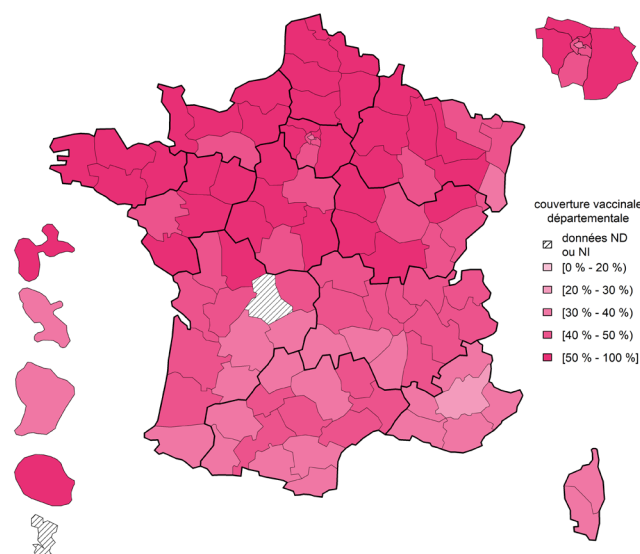 couverture vaccinale
départementale
données ND
ou NI
[0 % - 20 %)
[20 % - 30 %)
[30 % - 40 %)
[40 % - 50 %)
[50 % - 100 %]